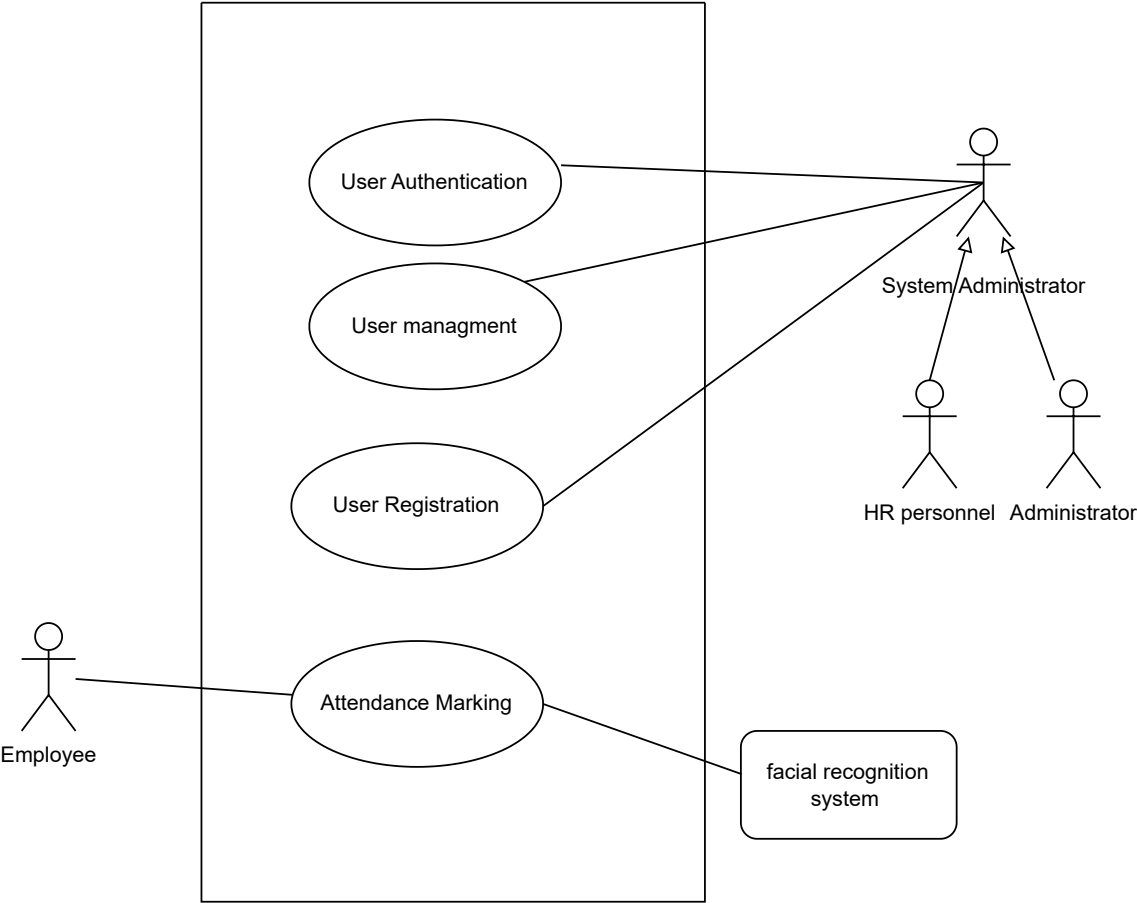 User Authentication
User managment
System Administrator
User Registration
HR personnel
Administrator
Attendance Marking
Employee
facial recognition
system